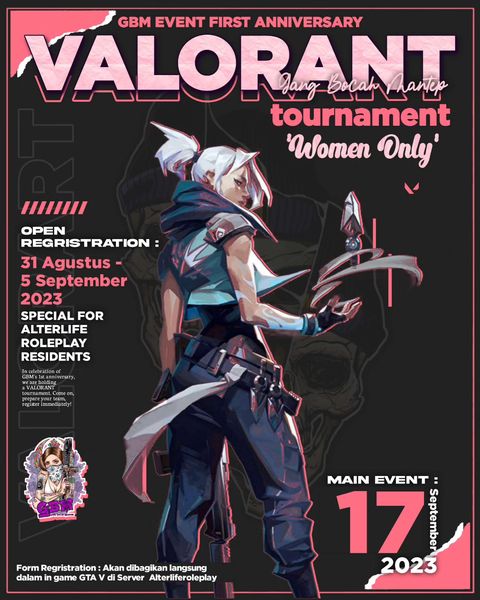 GBM EVENT FIRST ANNIVERSARY
VALORANT
Gang Bocah Mantep
tournament
'Women Only'
OPEN
REGRISTRATION :
31 Agustus -
5 September
2023
SPECIAL FOR
ALTERLIFE
ROLEPLAY
RESIDENTS
In celebration of
GBM's 1st anniversary,
we are holding
a VALORANT
tournament. Come on,
prepare your team,
register immediately!
GBM
MAIN EVENT :
17
September
2023
Form Regristration : Akan dibagikan langsung
dalam in game GTA V di Server Alterliferoleplay